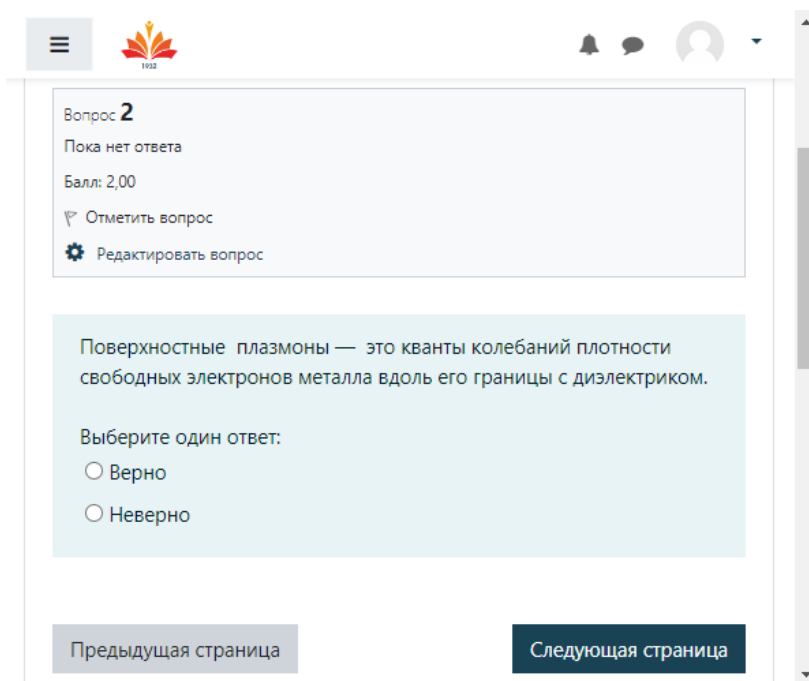 1932
Вопрос 2
Пока нет ответа
Балл: 2,00
Отметить вопрос
Редактировать вопрос
Поверхностные плазмоны — это кванты колебаний плотности
свободных электронов металла вдоль его границы с диэлектриком.
Выберите один ответ:
Верно
Неверно
Предыдущая страница
Следующая страница